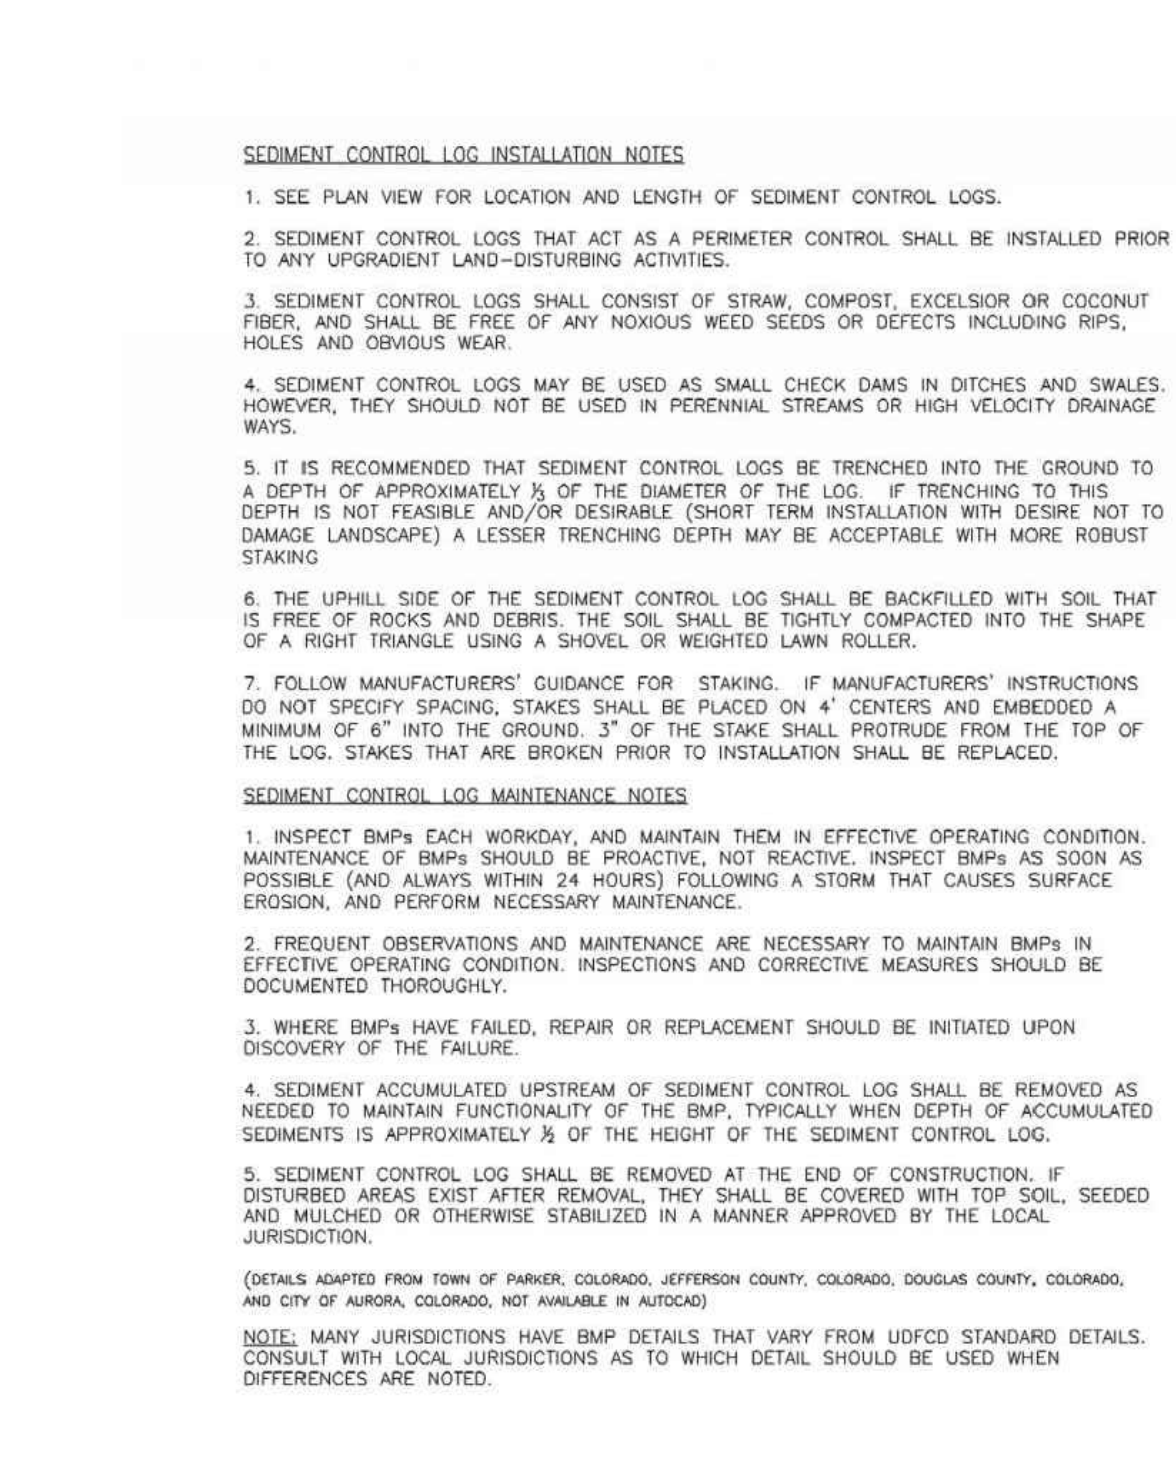 SEDIMENT CONTROL LOG INSTALLATION NOTES
1. SEE PLAN VIEW FOR LOCATION AND LENGTH OF SEDIMENT CONTROL LOGS.
2. SEDIMENT CONTROL LOGS THAT ACT AS A PERIMETER CONTROL SHALL BE INSTALLED PRIOR
TO ANY UPGRADIENT LAND-DISTURBING ACTIVITIES.
3. SEDIMENT CONTROL LOGS SHALL CONSIST OF STRAW, COMPOST, EXCELSIOR OR COCONUT
FIBER, AND SHALL BE FREE OF ANY NOXIOUS WEED SEEDS OR DEFECTS INCLUDING RIPS,
HOLES AND OBVIOUS WEAR.
4. SEDIMENT CONTROL LOGS MAY BE USED AS SMALL CHECK DAMS IN DITCHES AND SWALES.
HOWEVER, THEY SHOULD NOT BE USED IN PERENNIAL STREAMS OR HIGH VELOCITY DRAINAGE
WAYS.
5. IT IS RECOMMENDED THAT SEDIMENT CONTROL LOGS BE TRENCHED INTO THE GROUND TO
A DEPTH OF APPROXIMATELY ⅓ OF THE DIAMETER OF THE LOG. IF TRENCHING TO THIS
DEPTH IS NOT FEASIBLE AND/OR DESIRABLE (SHORT TERM INSTALLATION WITH DESIRE NOT TO
DAMAGE LANDSCAPE) A LESSER TRENCHING DEPTH MAY BE ACCEPTABLE WITH MORE ROBUST
STAKING
6. THE UPHILL SIDE OF THE SEDIMENT CONTROL LOG SHALL BE BACKFILLED WITH SOIL THAT
IS FREE OF ROCKS AND DEBRIS. THE SOIL SHALL BE TIGHTLY COMPACTED INTO THE SHAPE
OF A RIGHT TRIANGLE USING A SHOVEL OR WEIGHTED LAWN ROLLER.
7. FOLLOW MANUFACTURERS' GUIDANCE FOR STAKING. IF MANUFACTURERS' INSTRUCTIONS
DO NOT SPECIFY SPACING, STAKES SHALL BE PLACED ON 4' CENTERS AND EMBEDDED A
MINIMUM OF 6" INTO THE GROUND. 3" OF THE STAKE SHALL PROTRUDE FROM THE TOP OF
THE LOG. STAKES THAT ARE BROKEN PRIOR TO INSTALLATION SHALL BE REPLACED.
SEDIMENT CONTROL LOG MAINTENANCE NOTES
1. INSPECT BMPs EACH WORKDAY, AND MAINTAIN THEM IN EFFECTIVE OPERATING CONDITION.
MAINTENANCE OF BMPs SHOULD BE PROACTIVE, NOT REACTIVE. INSPECT BMPs AS SOON AS
POSSIBLE (AND ALWAYS WITHIN 24 HOURS) FOLLOWING A STORM THAT CAUSES SURFACE
EROSION, AND PERFORM NECESSARY MAINTENANCE.
2. FREQUENT OBSERVATIONS AND MAINTENANCE ARE NECESSARY TO MAINTAIN BMPs IN
EFFECTIVE OPERATING CONDITION. INSPECTIONS AND CORRECTIVE MEASURES SHOULD BE
DOCUMENTED THOROUGHLY.
3. WHERE BMPs HAVE FAILED, REPAIR OR REPLACEMENT SHOULD BE INITIATED UPON
DISCOVERY OF THE FAILURE.
4. SEDIMENT ACCUMULATED UPSTREAM OF SEDIMENT CONTROL LOG SHALL BE REMOVED AS
NEEDED TO MAINTAIN FUNCTIONALITY OF THE BMP, TYPICALLY WHEN DEPTH OF ACCUMULATED
SEDIMENTS IS APPROXIMATELY ½ OF THE HEIGHT OF THE SEDIMENT CONTROL LOG.
5. SEDIMENT CONTROL LOG SHALL BE REMOVED AT THE END OF CONSTRUCTION. IF
DISTURBED AREAS EXIST AFTER REMOVAL, THEY SHALL BE COVERED WITH TOP SOIL, SEEDED
AND MULCHED OR OTHERWISE STABILIZED IN A MANNER APPROVED BY THE LOCAL
JURISDICTION.
(DETAILS ADAPTED FROM TOWN OF PARKER, COLORADO, JEFFERSON COUNTY, COLORADO, DOUGLAS COUNTY, COLORADO,
AND CITY OF AURORA, COLORADO, NOT AVAILABLE IN AUTOCAD)
NOTE: MANY JURISDICTIONS HAVE BMP DETAILS THAT VARY FROM UDFCD STANDARD DETAILS.
CONSULT WITH LOCAL JURISDICTIONS AS TO WHICH DETAIL SHOULD BE USED WHEN
DIFFERENCES ARE NOTED.